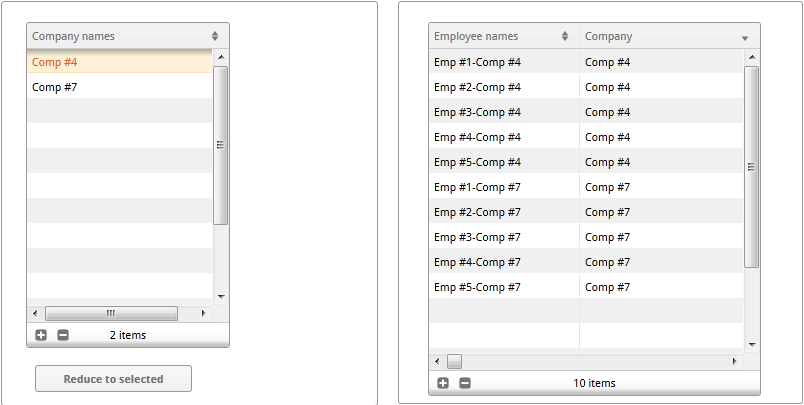 Company names
Comp #4
Comp #7
2 items
Reduce to selected
Employee names Company
Emp #1-Comp #4 Comp #4
Emp #2-Comp #4 Comp #4
Emp #3-Comp #4 Comp #4
Emp #4-Comp #4 Comp #4
Emp #5-Comp #4 Comp #4
Emp #1-Comp #7 Comp #7
Emp #2-Comp #7 Comp #7
Emp #3-Comp #7 Comp #7
Emp #4-Comp #7 Comp #7
Emp #5-Comp #7 Comp #7
10 items